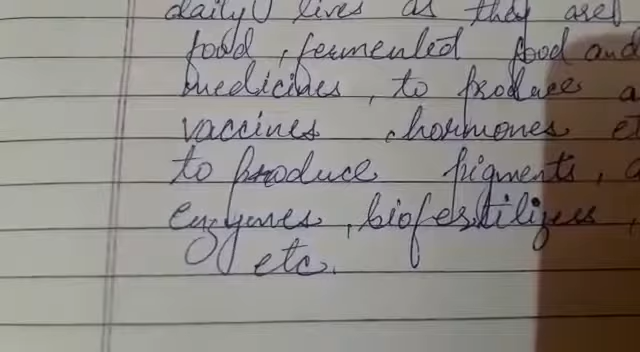 daily lives as they are
food, fermented food and
medicines, to produce a
vaccines, hormones et
to produce pigments, a
enzymes, biofertilizers,
etc.